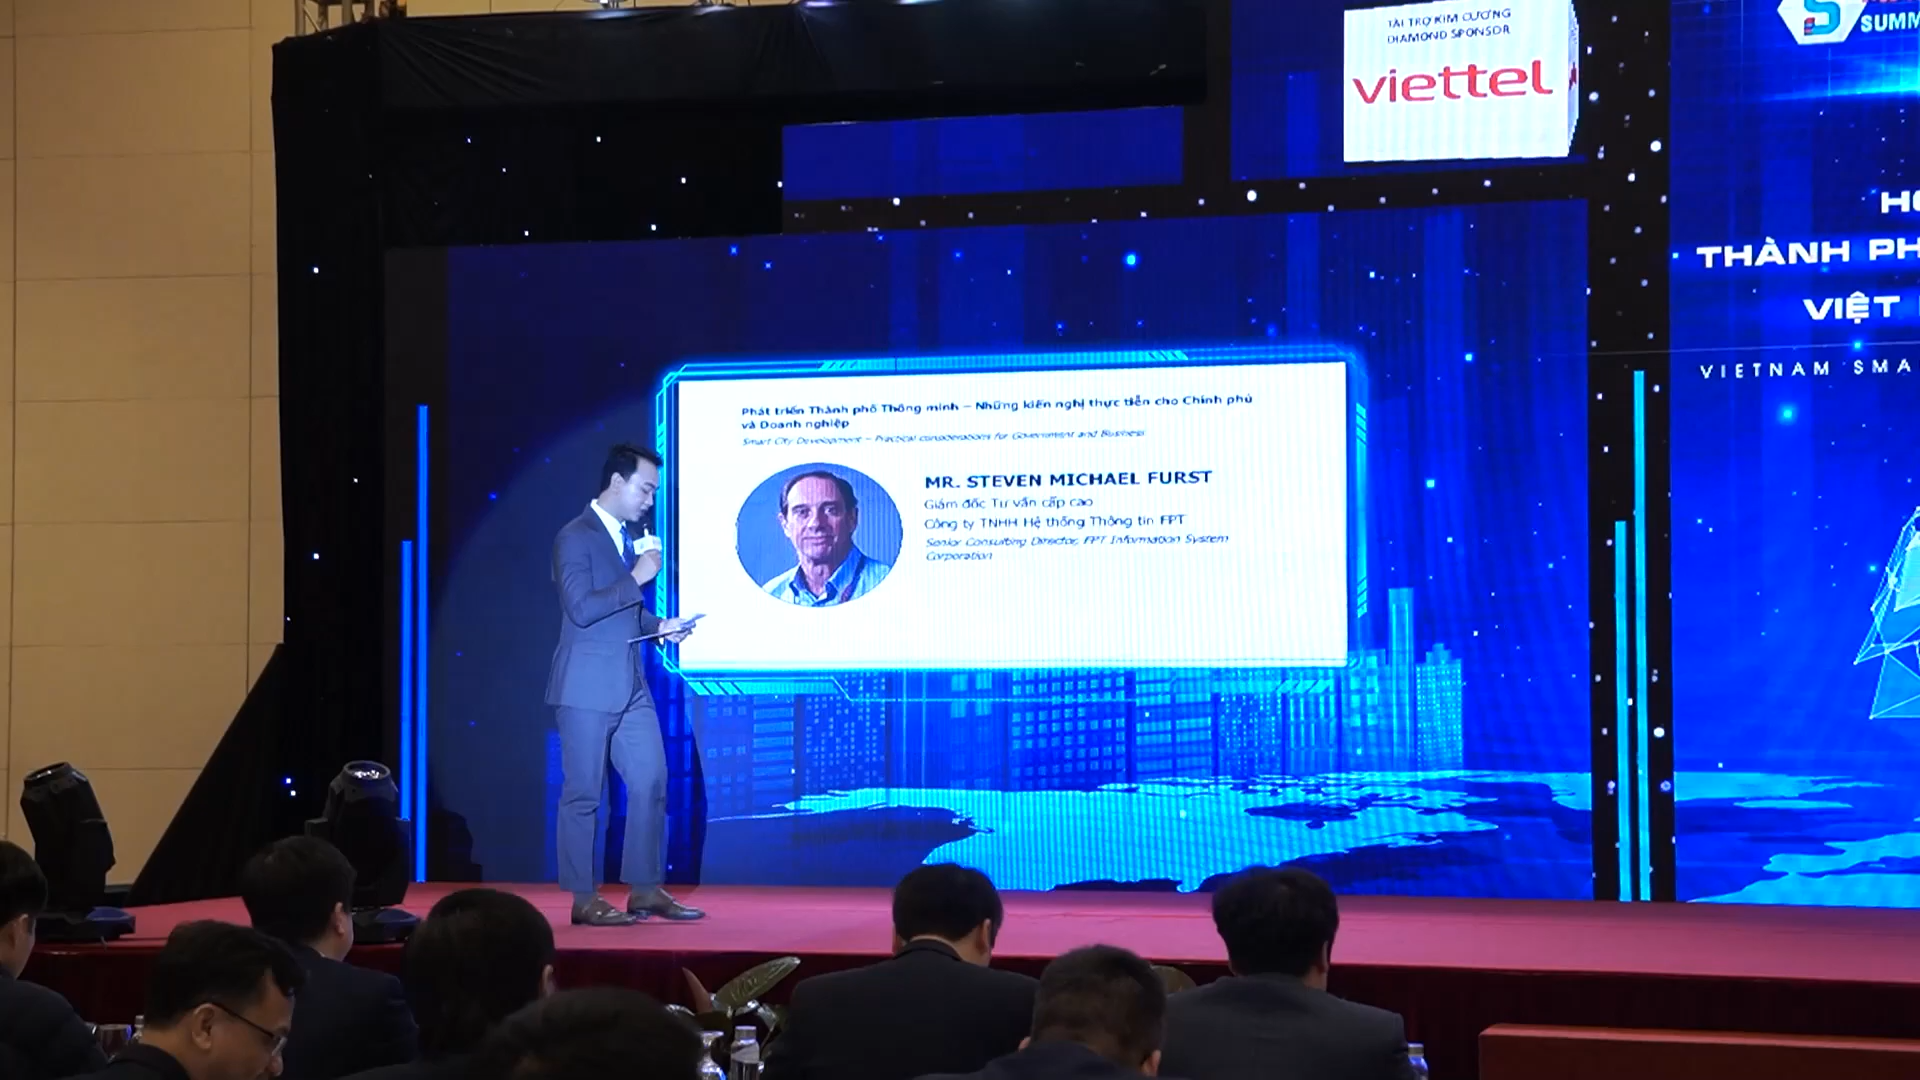 TÀI TRỢ KIM CƯƠNG
DIAMOND SPONSOR
viettel
S
SUMM
THÀNH PH
VIỆT
VIETNAM SMA
Phát triển Thành phố Thông minh – Những kiến nghị thực tiễn cho Chính phủ
và Doanh nghiệp
Smart City Development – Practical considerations for Government and Business
MR. STEVEN MICHAEL FURST
Giám đốc Tư vấn cấp cao
Công ty TNHH Hệ thống Thông tin FPT
Senior Consulting Director, FPT Information System
Corporation